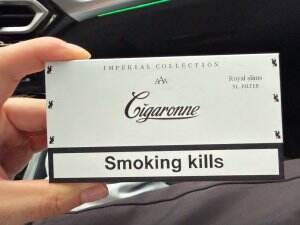 IMPERIAL COLLECTION
Royal slims
XL FILTER
Cigaronne
Smoking kills